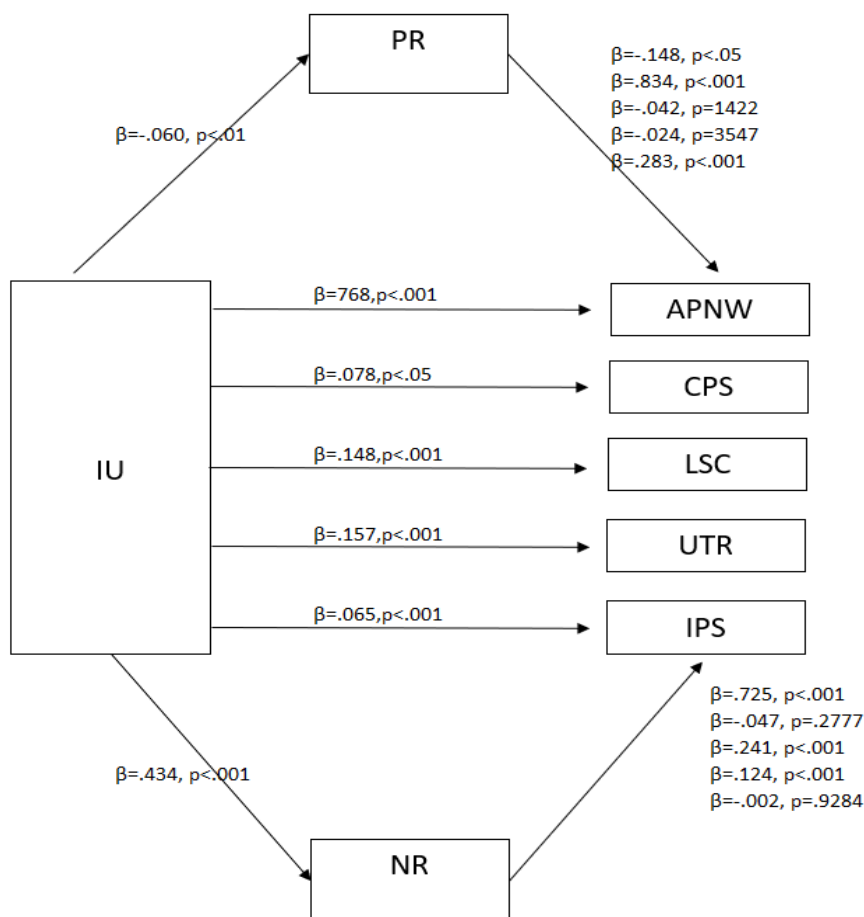 PR
β=-.148, p<.05
β=.834, p<.001
β=-.042, p=1422
β=-.024, p=3547
β=.283, p<.001
β=-.060, p<.01
IU
β=768,p<.001
APNW
β=.078,p<.05
CPS
β=.148,p<.001
LSC
β=.157,p<.001
UTR
β=.065,p<.001
IPS
β=.725, p<.001
β=-.047, p=.2777
β=.241, p<.001
β=.124, p<.001
β=-.002, p=.9284
β=.434, p<.001
NR